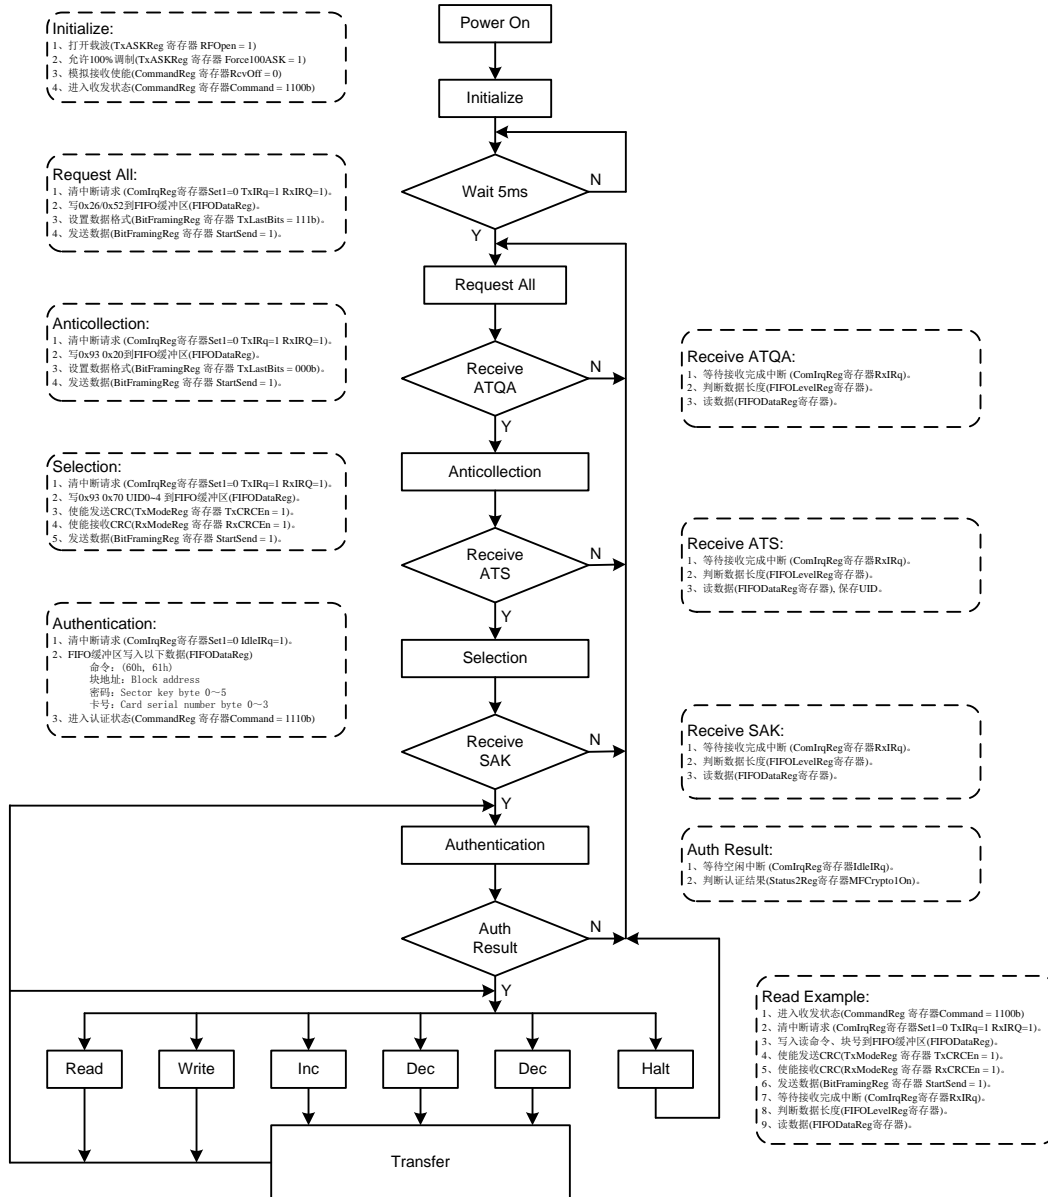 Power On
Initialize
Wait 5ms
N
Y
Request All
Receive
ATQA
N
Y
Anticollection
Receive
ATS
N
Y
Selection
Receive
SAK
N
Y
Authentication
Auth
Result
N
Y
Read
Write
Inc
Dec
Dec
Halt
Transfer
Initialize:
1、打开载波(TxASKReg 寄存器 RFOpen = 1)
2、允许100%调制(TxASKReg 寄存器 Force100ASK = 1)
3、模拟接收使能(CommandReg 寄存器RcvOff = 0)
4、进入收发状态(CommandReg 寄存器Command = 1100b)
Request All:
1、清中断请求 (ComIrqReg寄存器Set1=0 TxIRq=1 RxIRQ=1)。
2、写0x26/0x52到FIFO缓冲区(FIFODataReg)。
3、设置数据格式(BitFramingReg 寄存器 TxLastBits = 111b)。
4、发送数据(BitFramingReg 寄存器 StartSend = 1)。
Anticollection:
1、清中断请求 (ComIrqReg寄存器Set1=0 TxIRq=1 RxIRQ=1)。
2、写0x93 0x20到FIFO缓冲区(FIFODataReg)。
3、设置数据格式(BitFramingReg 寄存器 TxLastBits = 000b)。
4、发送数据(BitFramingReg 寄存器 StartSend = 1)。
Selection:
1、清中断请求 (ComIrqReg寄存器Set1=0 TxIRq=1 RxIRQ=1)。
2、写0x93 0x70 UID0~4 到FIFO缓冲区(FIFODataReg)。
3、使能发送CRC(TxModeReg 寄存器 TxCRCEn = 1)。
4、使能接收CRC(RxModeReg 寄存器 RxCRCEn = 1)。
5、发送数据(BitFramingReg 寄存器 StartSend = 1)。
Authentication:
1、清中断请求 (ComIrqReg寄存器Set1=0 IdleIRq=1)。
2、FIFO缓冲区写入以下数据(FIFODataReg)
命令: (60h, 61h)
块地址: Block address
密码: Sector key byte 0～5
卡号: Card serial number byte 0～3
3、进入认证状态(CommandReg 寄存器Command = 1110b)
Receive ATQA:
1、等待接收完成中断 (ComIrqReg寄存器RxIRq)。
2、判断数据长度(FIFOLevelReg寄存器)。
3、读数据(FIFODataReg寄存器)。
Receive ATS:
1、等待接收完成中断 (ComIrqReg寄存器RxIRq)。
2、判断数据长度(FIFOLevelReg寄存器)。
3、读数据(FIFODataReg寄存器), 保存UID。
Receive SAK:
1、等待接收完成中断 (ComIrqReg寄存器RxIRq)。
2、判断数据长度(FIFOLevelReg寄存器)。
3、读数据(FIFODataReg寄存器)。
Auth Result:
1、等待空闲中断 (ComIrqReg寄存器IdleIRq)。
2、判断认证结果(Status2Reg寄存器MFCrypto1On)。
Read Example:
1、进入收发状态(CommandReg 寄存器Command = 1100b)
2、清中断请求 (ComIrqReg寄存器Set1=0 TxIRq=1 RxIRQ=1)。
3、写入读命令、块号到FIFO缓冲区(FIFODataReg)。
4、使能发送CRC(TxModeReg 寄存器 TxCRCEn = 1)。
5、使能接收CRC(RxModeReg 寄存器 RxCRCEn = 1)。
6、发送数据(BitFramingReg 寄存器 StartSend = 1)。
7、等待接收完成中断 (ComIrqReg寄存器RxIRq)。
8、判断数据长度(FIFOLevelReg寄存器)。
9、读数据(FIFODataReg寄存器)。